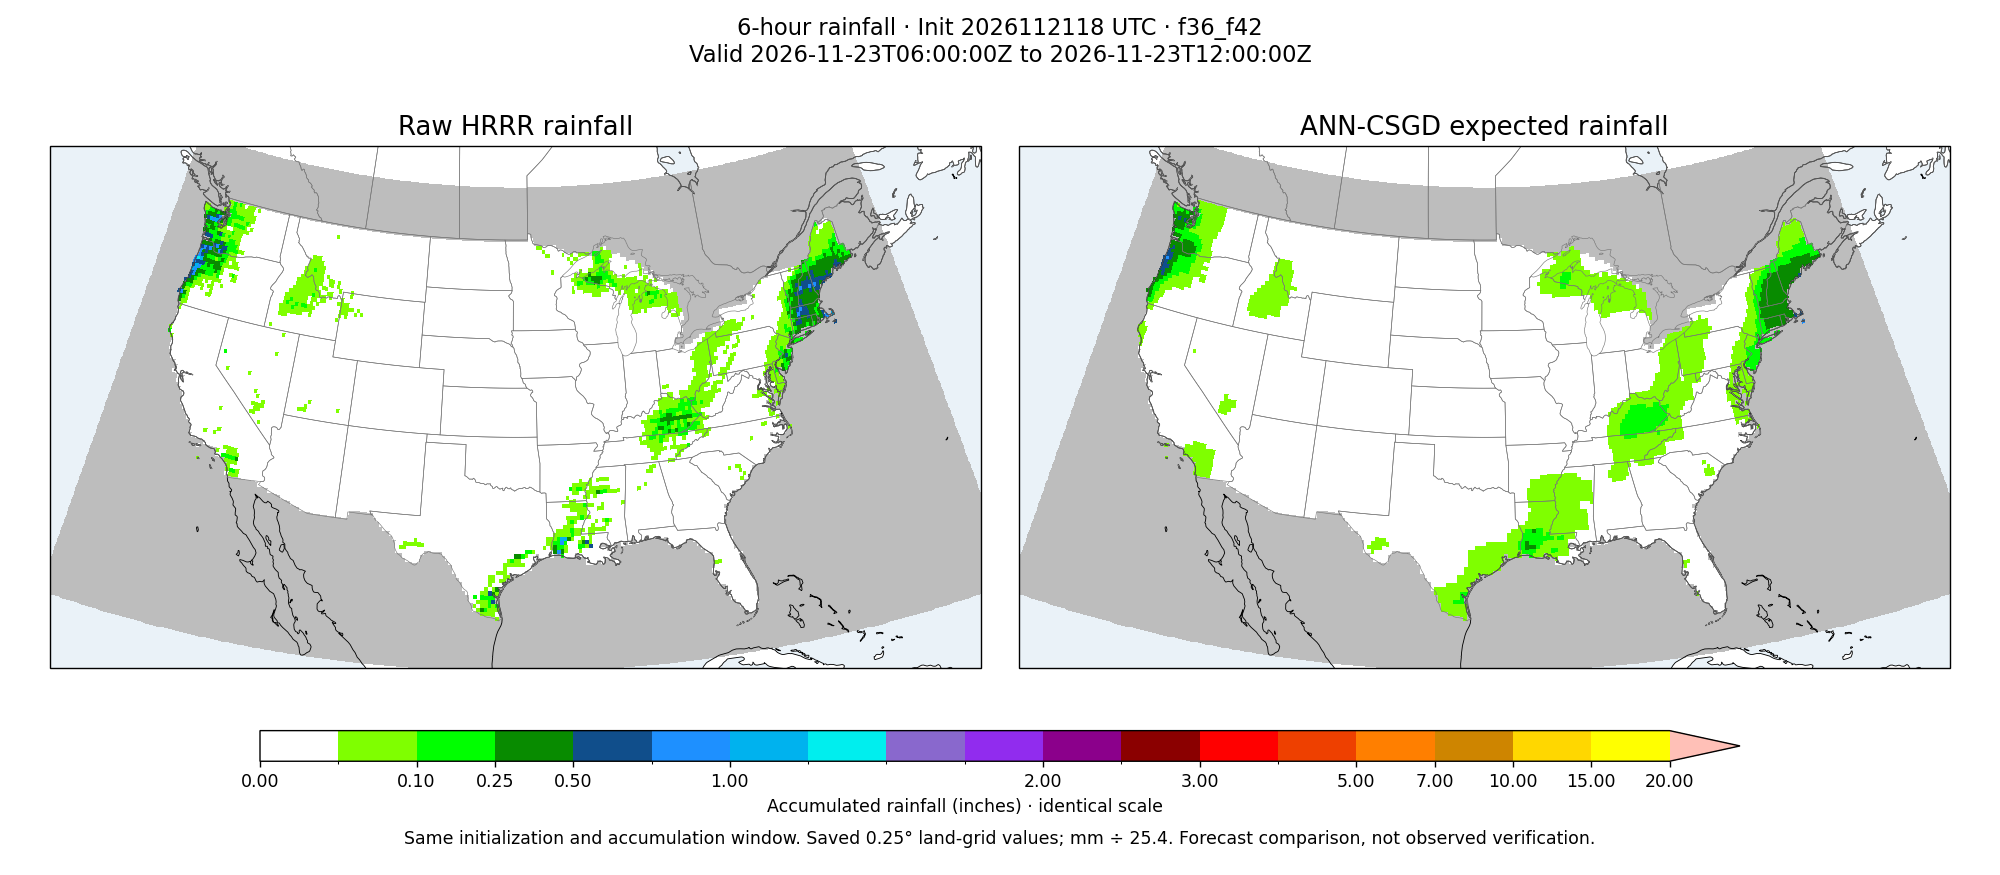 6-hour rainfall · Init 2026112118 UTC · f36_f42
Valid 2026-11-23T06:00:00Z to 2026-11-23T12:00:00Z
Raw HRRR rainfall
ANN-CSGD expected rainfall
0.00 0.10 0.25 0.50 1.00 2.00 3.00 5.00 7.00 10.00 15.00 20.00
Accumulated rainfall (inches) · identical scale
Same initialization and accumulation window. Saved 0.25° land-grid values; mm ÷ 25.4. Forecast comparison, not observed verification.